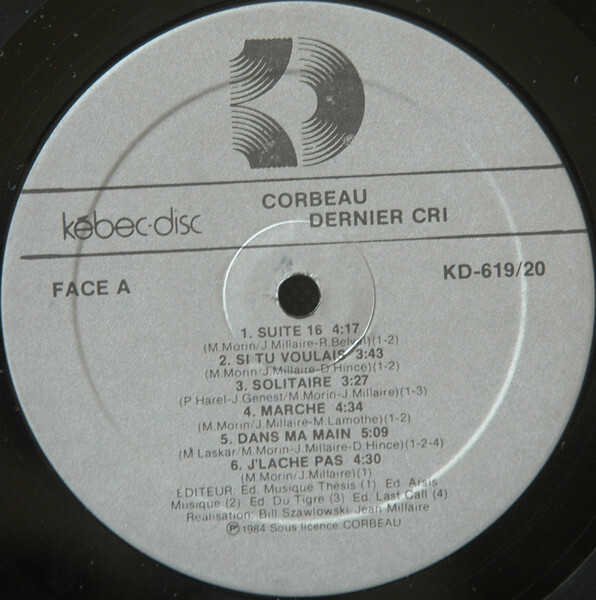 CORBEAU
DERNIER CRI
kébec-disc
FACE A
KD-619/20
1. SUITE 16 4:17
(M.Morin/J.Millaire-R.Belval)(1-2)
2. SI TU VOULAIS 3:43
(M.Morin/J.Millaire-D.Hince)(1-2)
3. SOLITAIRE 3:27
(P.Harel-J.Genest/M.Morin-J.Millaire)(1-3)
4. MARCHE 4:34
(M.Morin/J.Millaire-M.Lamothe)(1-2)
5. DANS MA MAIN 5:09
(M.Laskar/M.Morin-J.Millaire-D.Hince)(1-2-4)
6. J'LACHE PAS 4:30
(M.Morin/J.Millaire)(1)
ÉDITEUR: Ed. Musique Thésis (1) Ed. Arsis
Musique (2) Ed. Du Tigre (3) Ed. Last Call (4)
Réalisation: Bill Szawlowski, Jean Millaire
Ⓟ 1984 Sous licence CORBEAU